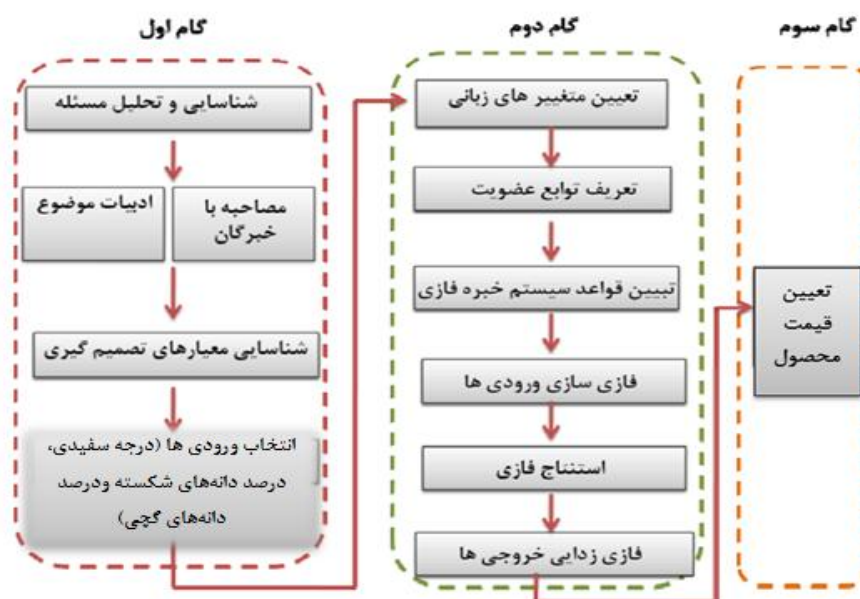 گام اول
شناسایی و تحلیل مسئله
مصاحبه با
خبرگان
ادبیات موضوع
شناسایی معیارهای تصمیم گیری
انتخاب ورودی ها (درجه سفیدی،
درصد دانه‌های شکسته ودرصد
دانه‌های گچی)
گام دوم
تعیین متغییر های زبانی
تعریف توابع عضویت
تبیین قواعد سیستم خبره فازی
فازی سازی ورودی ها
استنتاج فازی
فازی زدایی خروجی ها
گام سوم
تعیین
قیمت
محصول